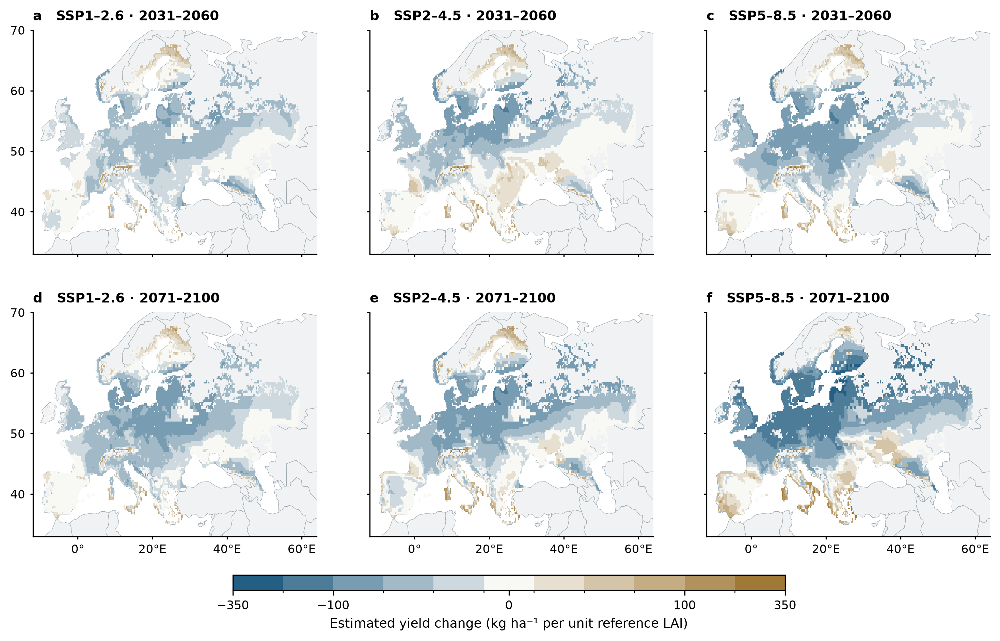 a SSP1–2.6 · 2031–2060
b SSP2–4.5 · 2031–2060
c SSP5–8.5 · 2031–2060
70
60
50
40
d SSP1–2.6 · 2071–2100
e SSP2–4.5 · 2071–2100
f SSP5–8.5 · 2071–2100
70
60
50
40
0° 20°E 40°E 60°E
0° 20°E 40°E 60°E
0° 20°E 40°E 60°E
−350 −100 0 100 350
Estimated yield change (kg ha⁻¹ per unit reference LAI)